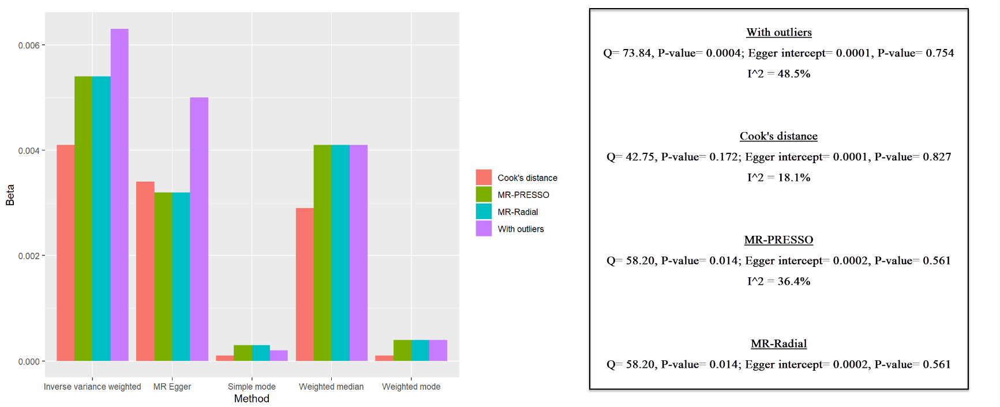 0.006
0.004
0.002
0.000
Beta
Inverse variance weighted
MR Egger
Simple mode
Weighted median
Weighted mode
Method
Cook's distance
MR-PRESSO
MR-Radial
With outliers
With outliers
Q= 73.84, P-value= 0.0004; Egger intercept= 0.0001, P-value= 0.754
I^2 = 48.5%
Cook's distance
Q= 42.75, P-value= 0.172; Egger intercept= 0.0001, P-value= 0.827
I^2 = 18.1%
MR-PRESSO
Q= 58.20, P-value= 0.014; Egger intercept= 0.0002, P-value= 0.561
I^2 = 36.4%
MR-Radial
Q= 58.20, P-value= 0.014; Egger intercept= 0.0002, P-value= 0.561